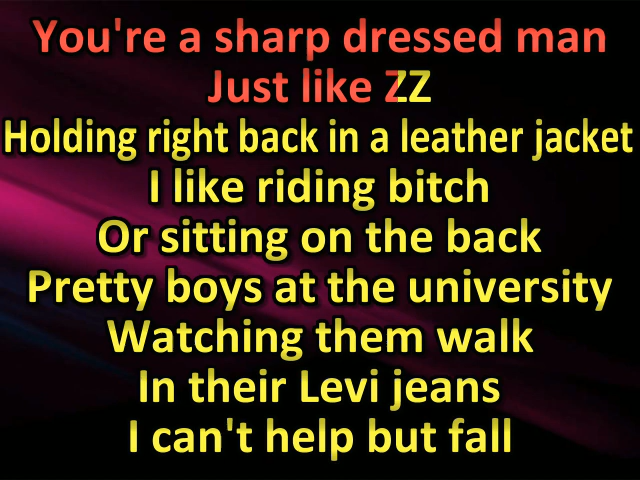 You're a sharp dressed man
Just like ZZ
Holding right back in a leather jacket
I like riding bitch
Or sitting on the back
Pretty boys at the university
Watching them walk
In their Levi jeans
I can't help but fall